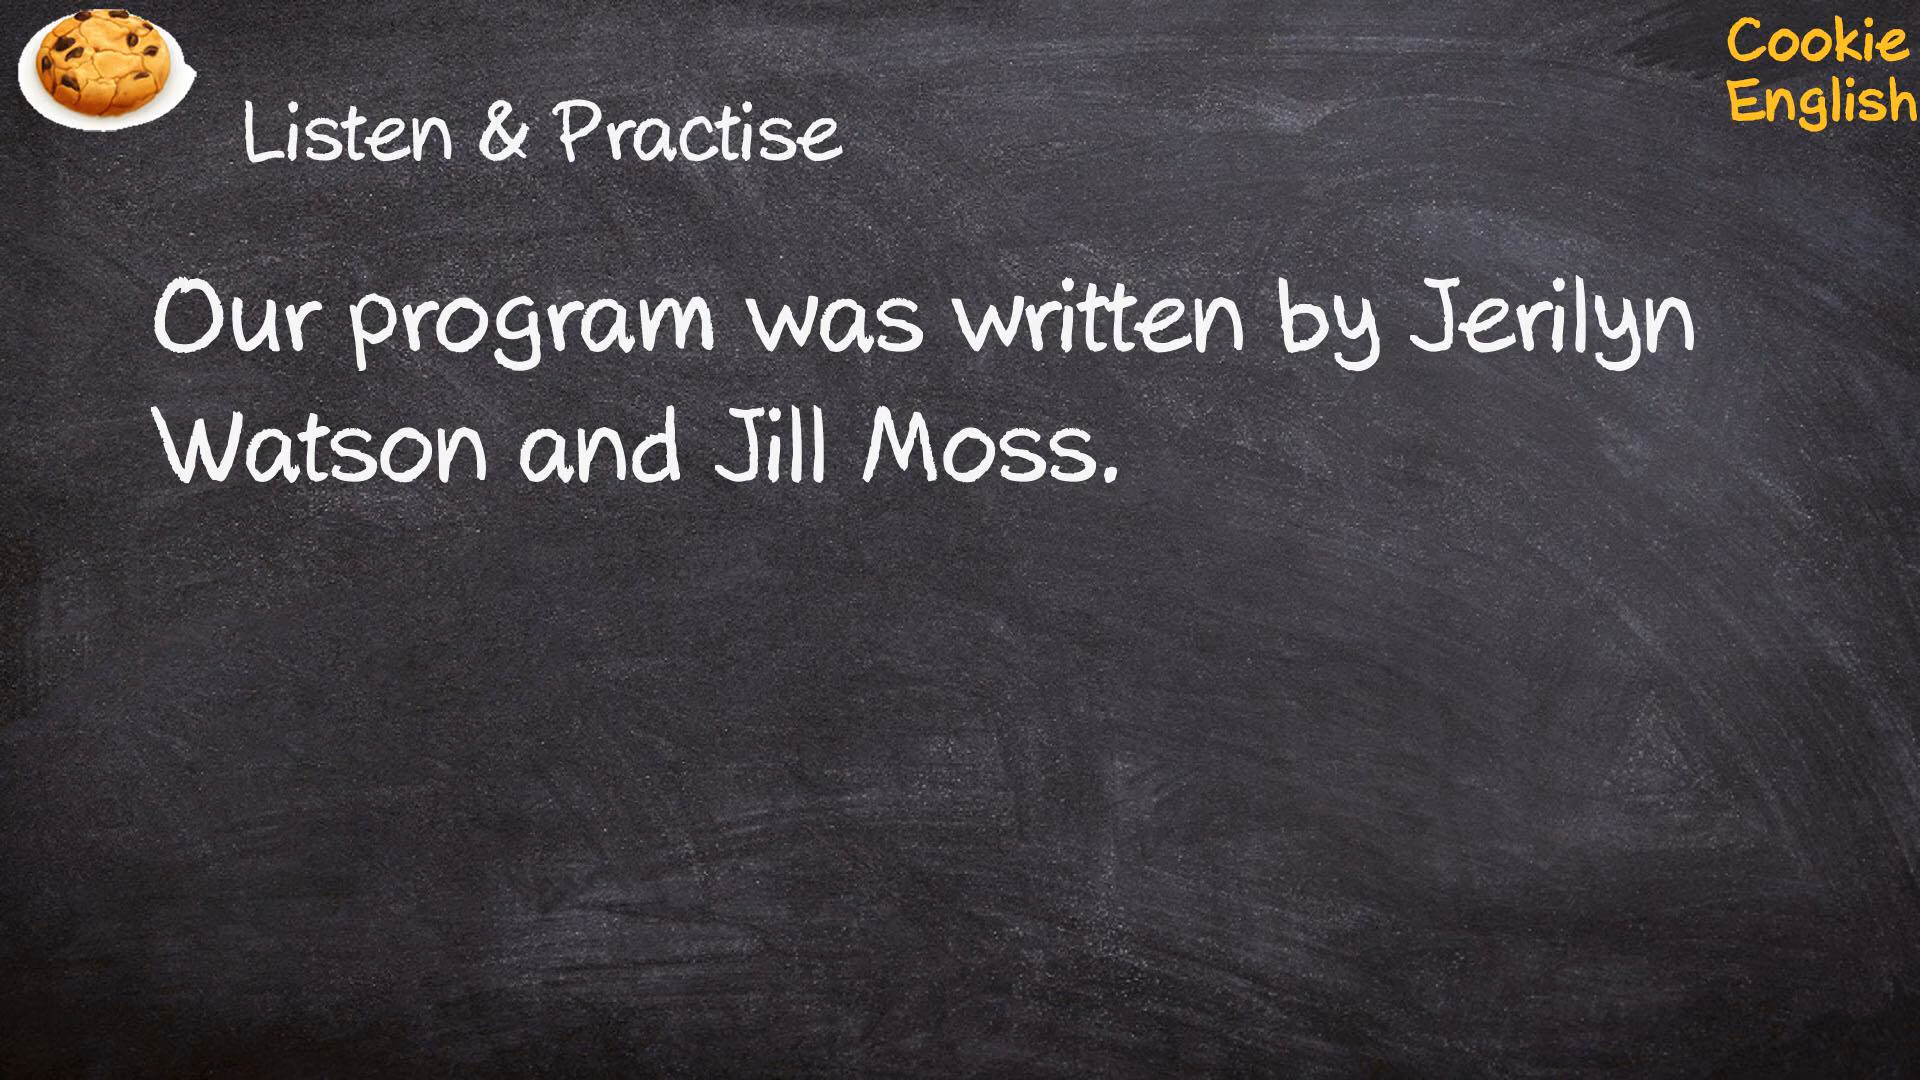 Cookie
English
Listen & Practise
Our program was written by Jerilyn
Watson and Jill Moss.